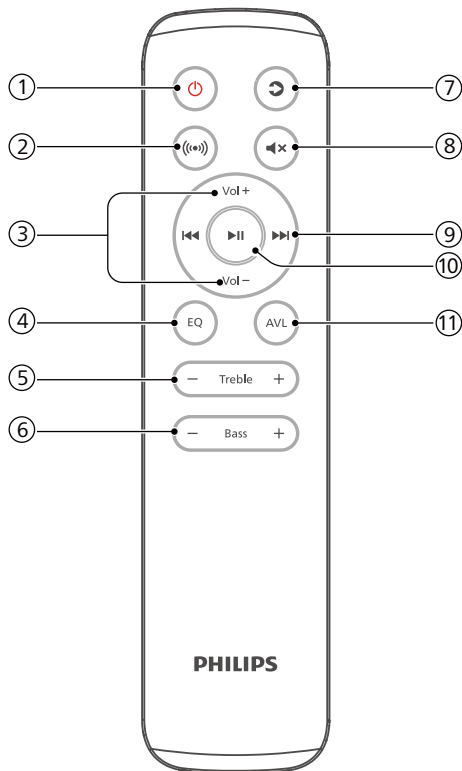 ① ⑦
② ⑧
Vol +
③ ⑨
⑩
Vol −
④ EQ AVL ⑪
⑤ − Treble +
⑥ − Bass +
PHILIPS